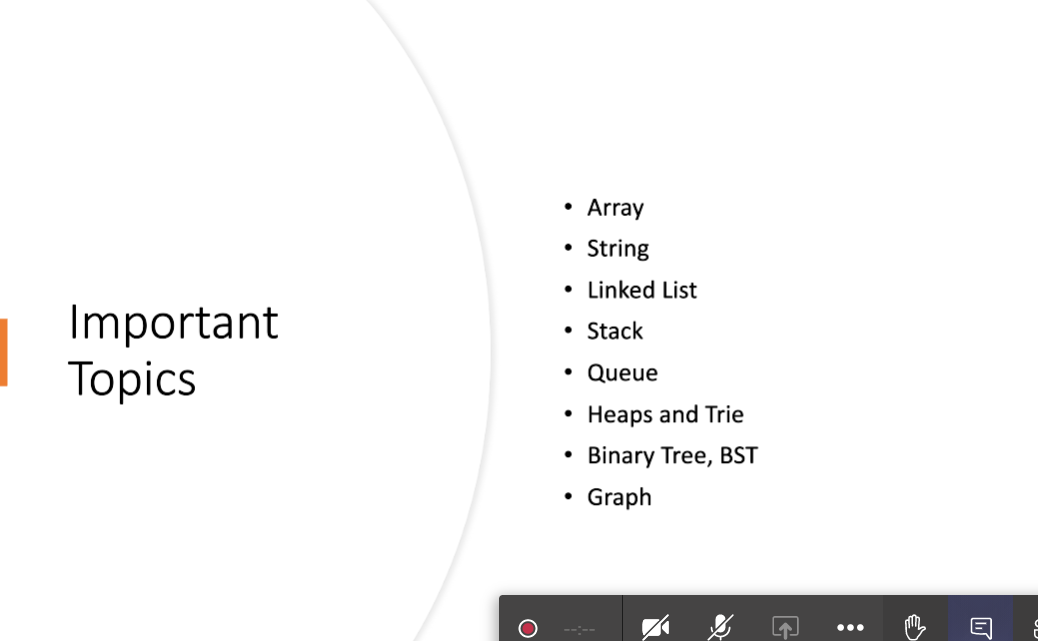 Important
Topics
• Array
• String
• Linked List
• Stack
• Queue
• Heaps and Trie
• Binary Tree, BST
• Graph
--:--